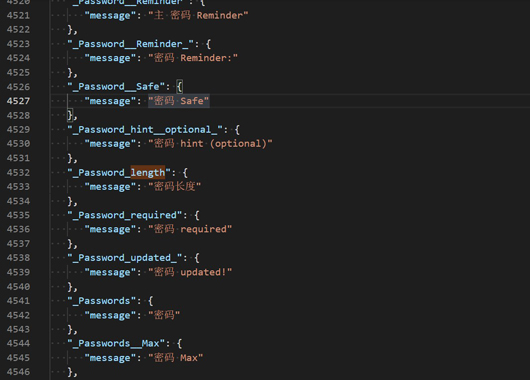 4520 "_Password__Reminder": {
4521 "message": "主 密码 Reminder"
4522 },
4523 "_Password__Reminder_": {
4524 "message": "密码 Reminder:"
4525 },
4526 "_Password__Safe": {
4527 "message": "密码 Safe"
4528 },
4529 "_Password_hint__optional_": {
4530 "message": "密码 hint (optional)"
4531 },
4532 "_Password_length": {
4533 "message": "密码长度"
4534 },
4535 "_Password_required": {
4536 "message": "密码 required"
4537 },
4538 "_Password_updated_": {
4539 "message": "密码 updated!"
4540 },
4541 "_Passwords": {
4542 "message": "密码"
4543 },
4544 "_Passwords__Max": {
4545 "message": "密码 Max"
4546 },